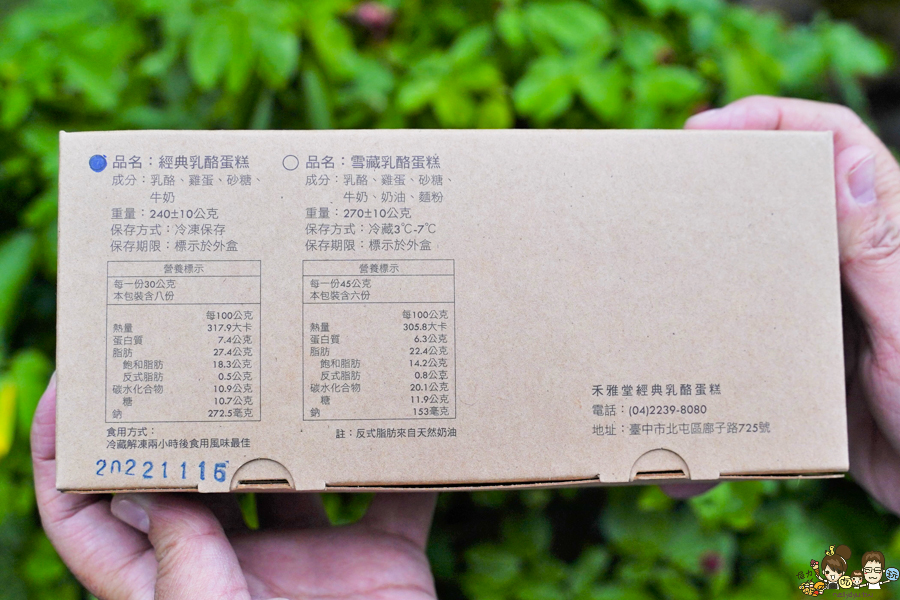 品名：經典乳酪蛋糕
成分：乳酪、雞蛋、砂糖、
牛奶
重量：240±10公克
保存方式：冷凍保存
保存期限：標示於外盒
營養標示
每一份30公克
本包裝含八份
每100公克
熱量 317.9大卡
蛋白質 7.4公克
脂肪 27.4公克
飽和脂肪 18.3公克
反式脂肪 0.5公克
碳水化合物 10.9公克
糖 10.7公克
鈉 272.5毫克
食用方式：
冷藏解凍兩小時後食用風味最佳
20221116
品名：雪藏乳酪蛋糕
成分：乳酪、雞蛋、砂糖、
牛奶、奶油、麵粉
重量：270±10公克
保存方式：冷藏3℃-7℃
保存期限：標示於外盒
營養標示
每一份45公克
本包裝含六份
每100公克
熱量 305.8大卡
蛋白質 6.3公克
脂肪 22.4公克
飽和脂肪 14.2公克
反式脂肪 0.8公克
碳水化合物 20.1公克
糖 11.9公克
鈉 153毫克
註：反式脂肪來自天然奶油
禾雅堂經典乳酪蛋糕
電話：(04)2239-8080
地址：臺中市北屯區廍子路725號